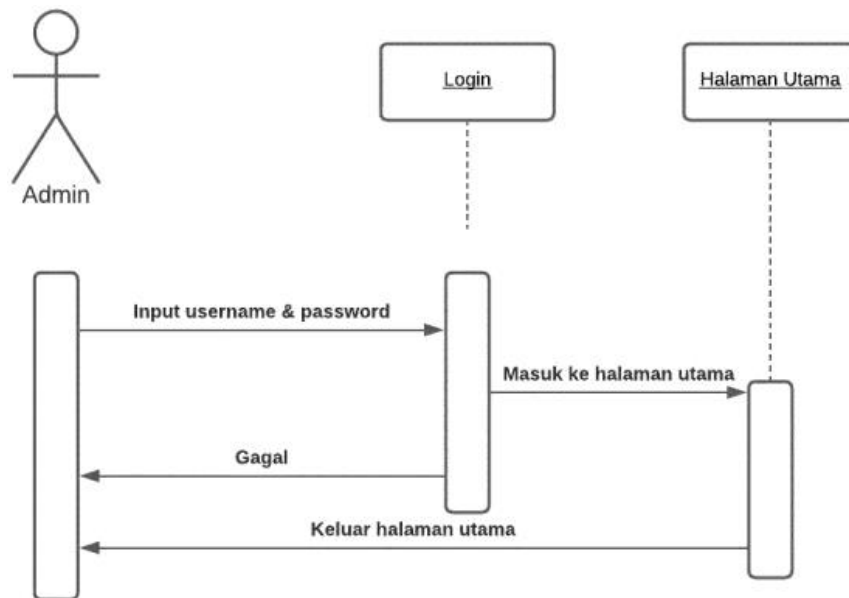 Login
Halaman Utama
Admin
Input username & password
Masuk ke halaman utama
Gagal
Keluar halaman utama